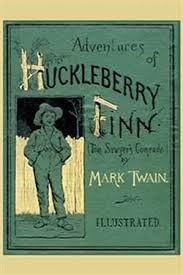 Adventures
of
HUCKLEBERRY
FINN
(Tom Sawyer's Comrade)
by
MARK TWAIN.
ILLUSTRATED.